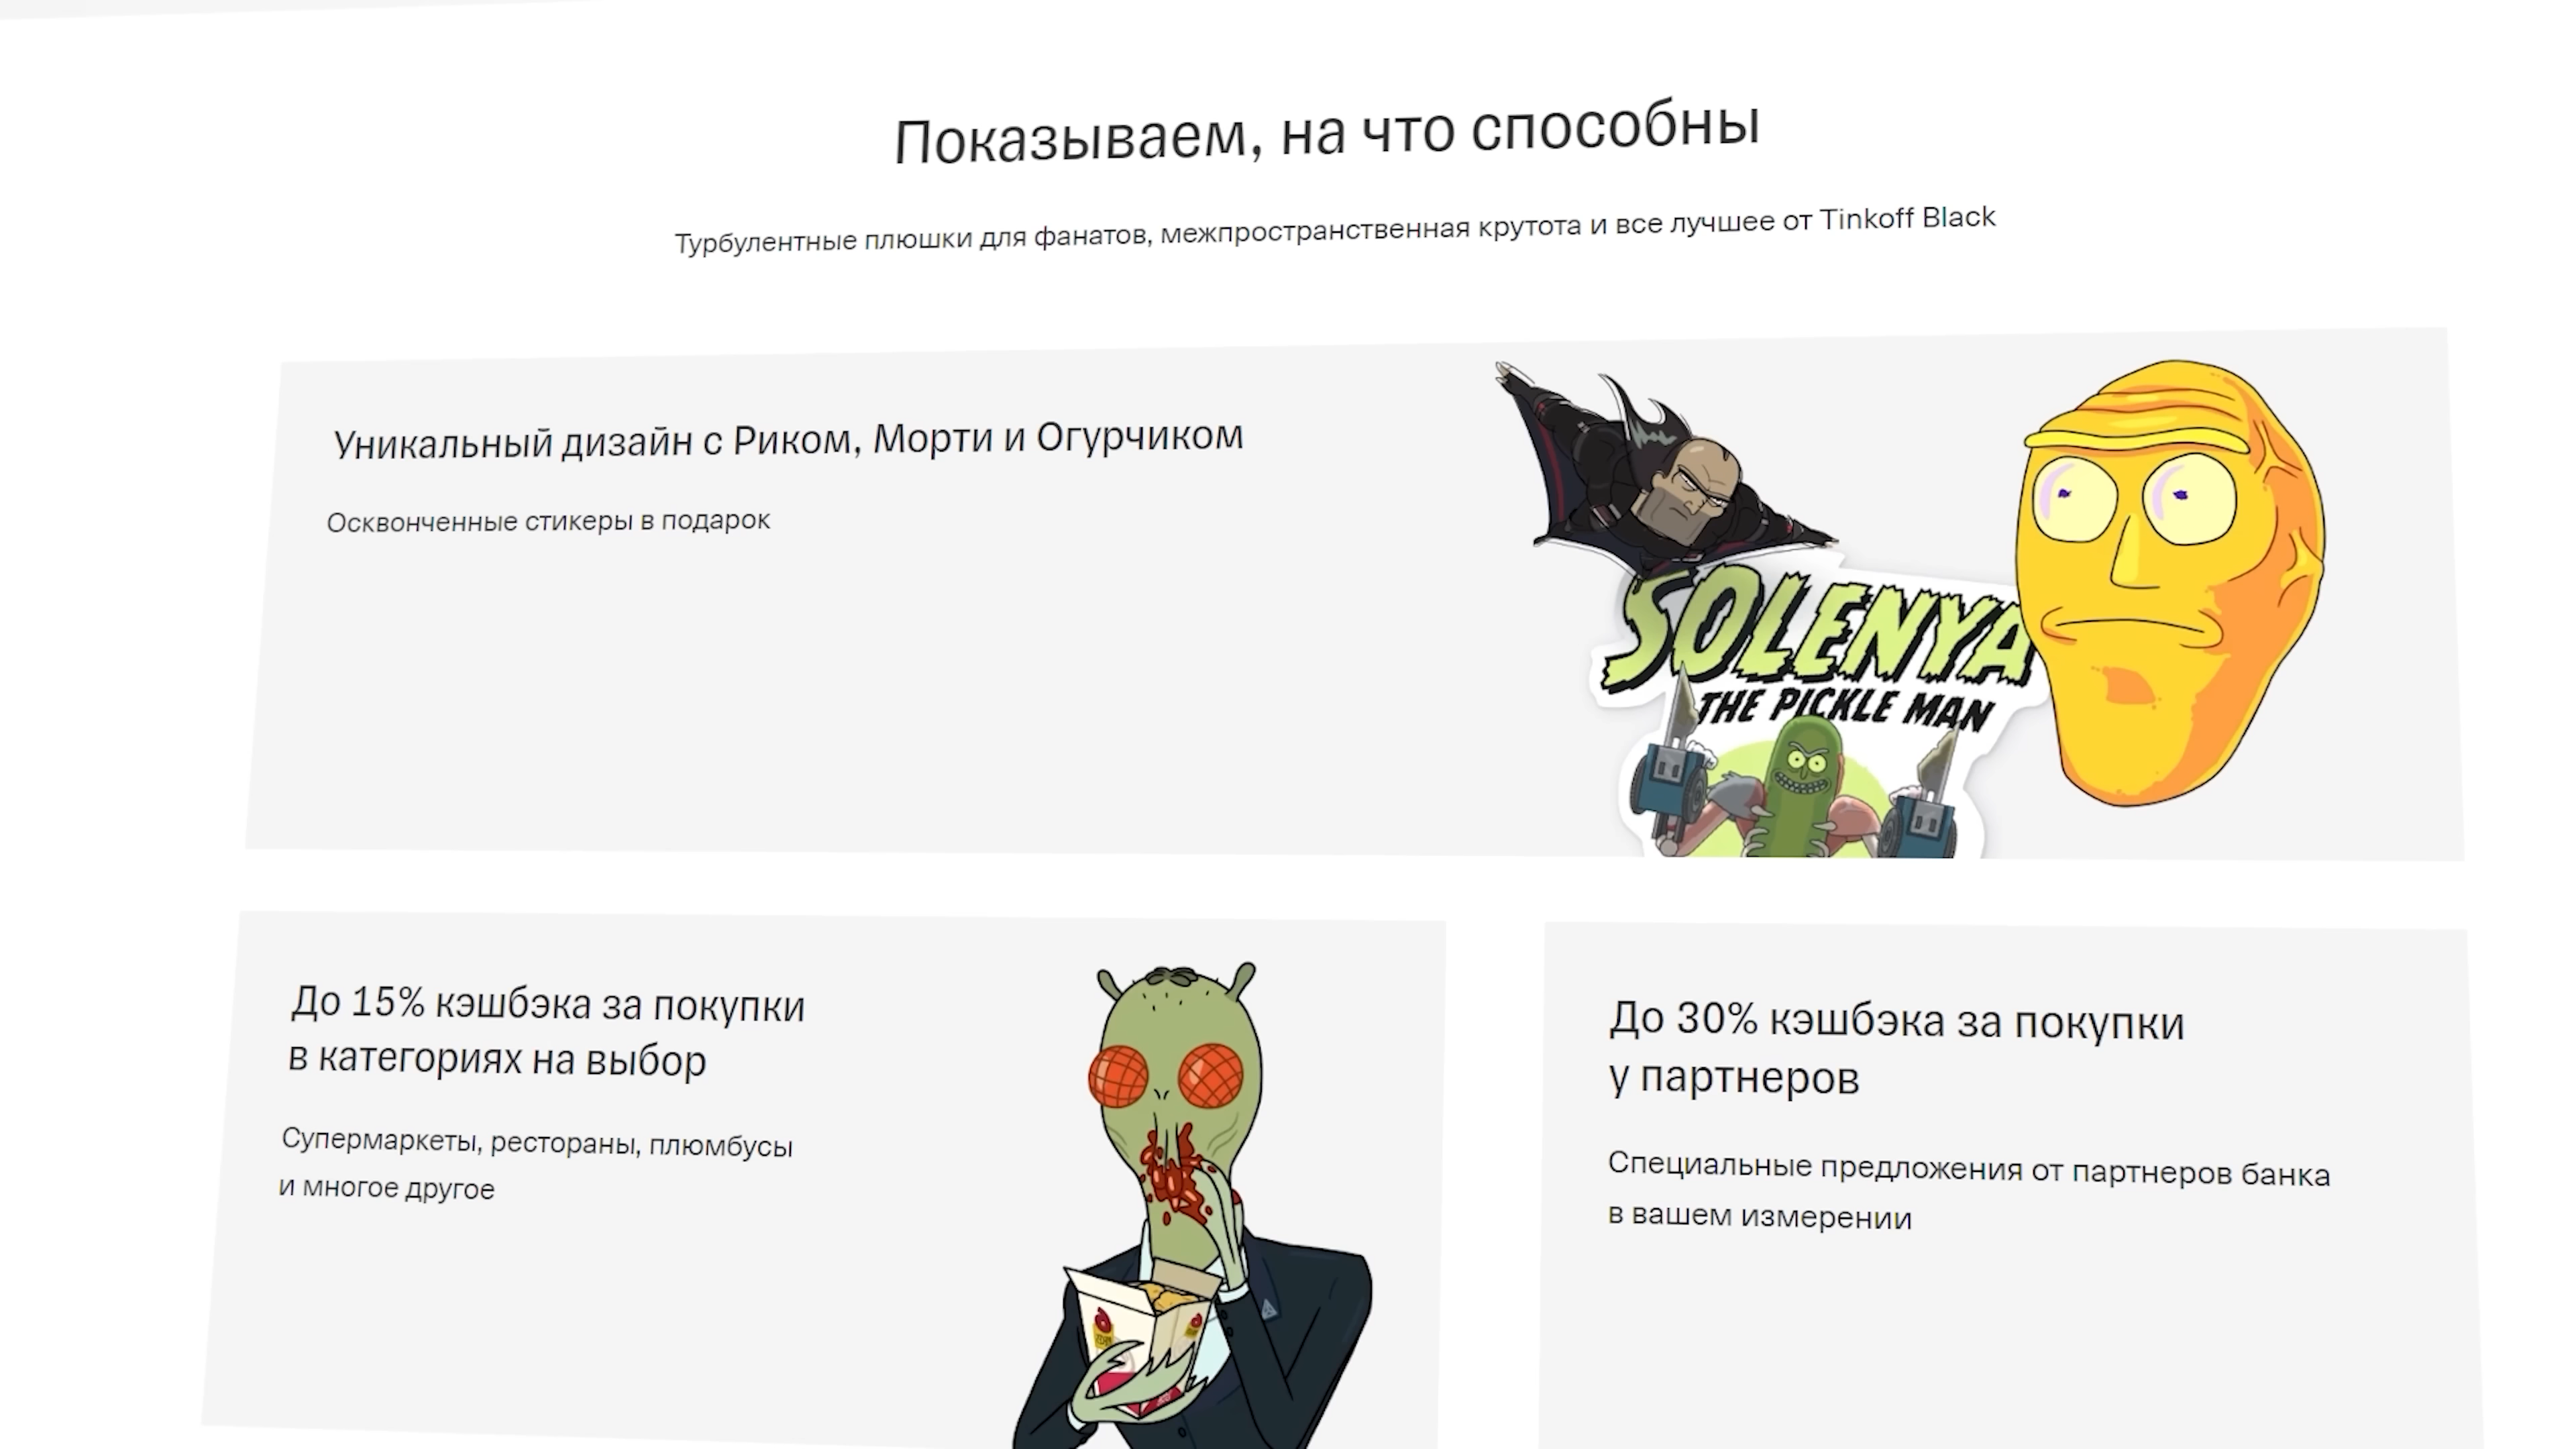 Показываем, на что способны
Турбулентные плюшки для фанатов, межпространственная крутота и все лучшее от Tinkoff Black
Уникальный дизайн с Риком, Морти и Огурчиком
Осквонченные стикеры в подарок
SOLENYA
THE PICKLE MAN
До 15% кэшбэка за покупки
в категориях на выбор
Супермаркеты, рестораны, плюмбусы
и многое другое
До 30% кэшбэка за покупки
у партнеров
Специальные предложения от партнеров банка
в вашем измерении